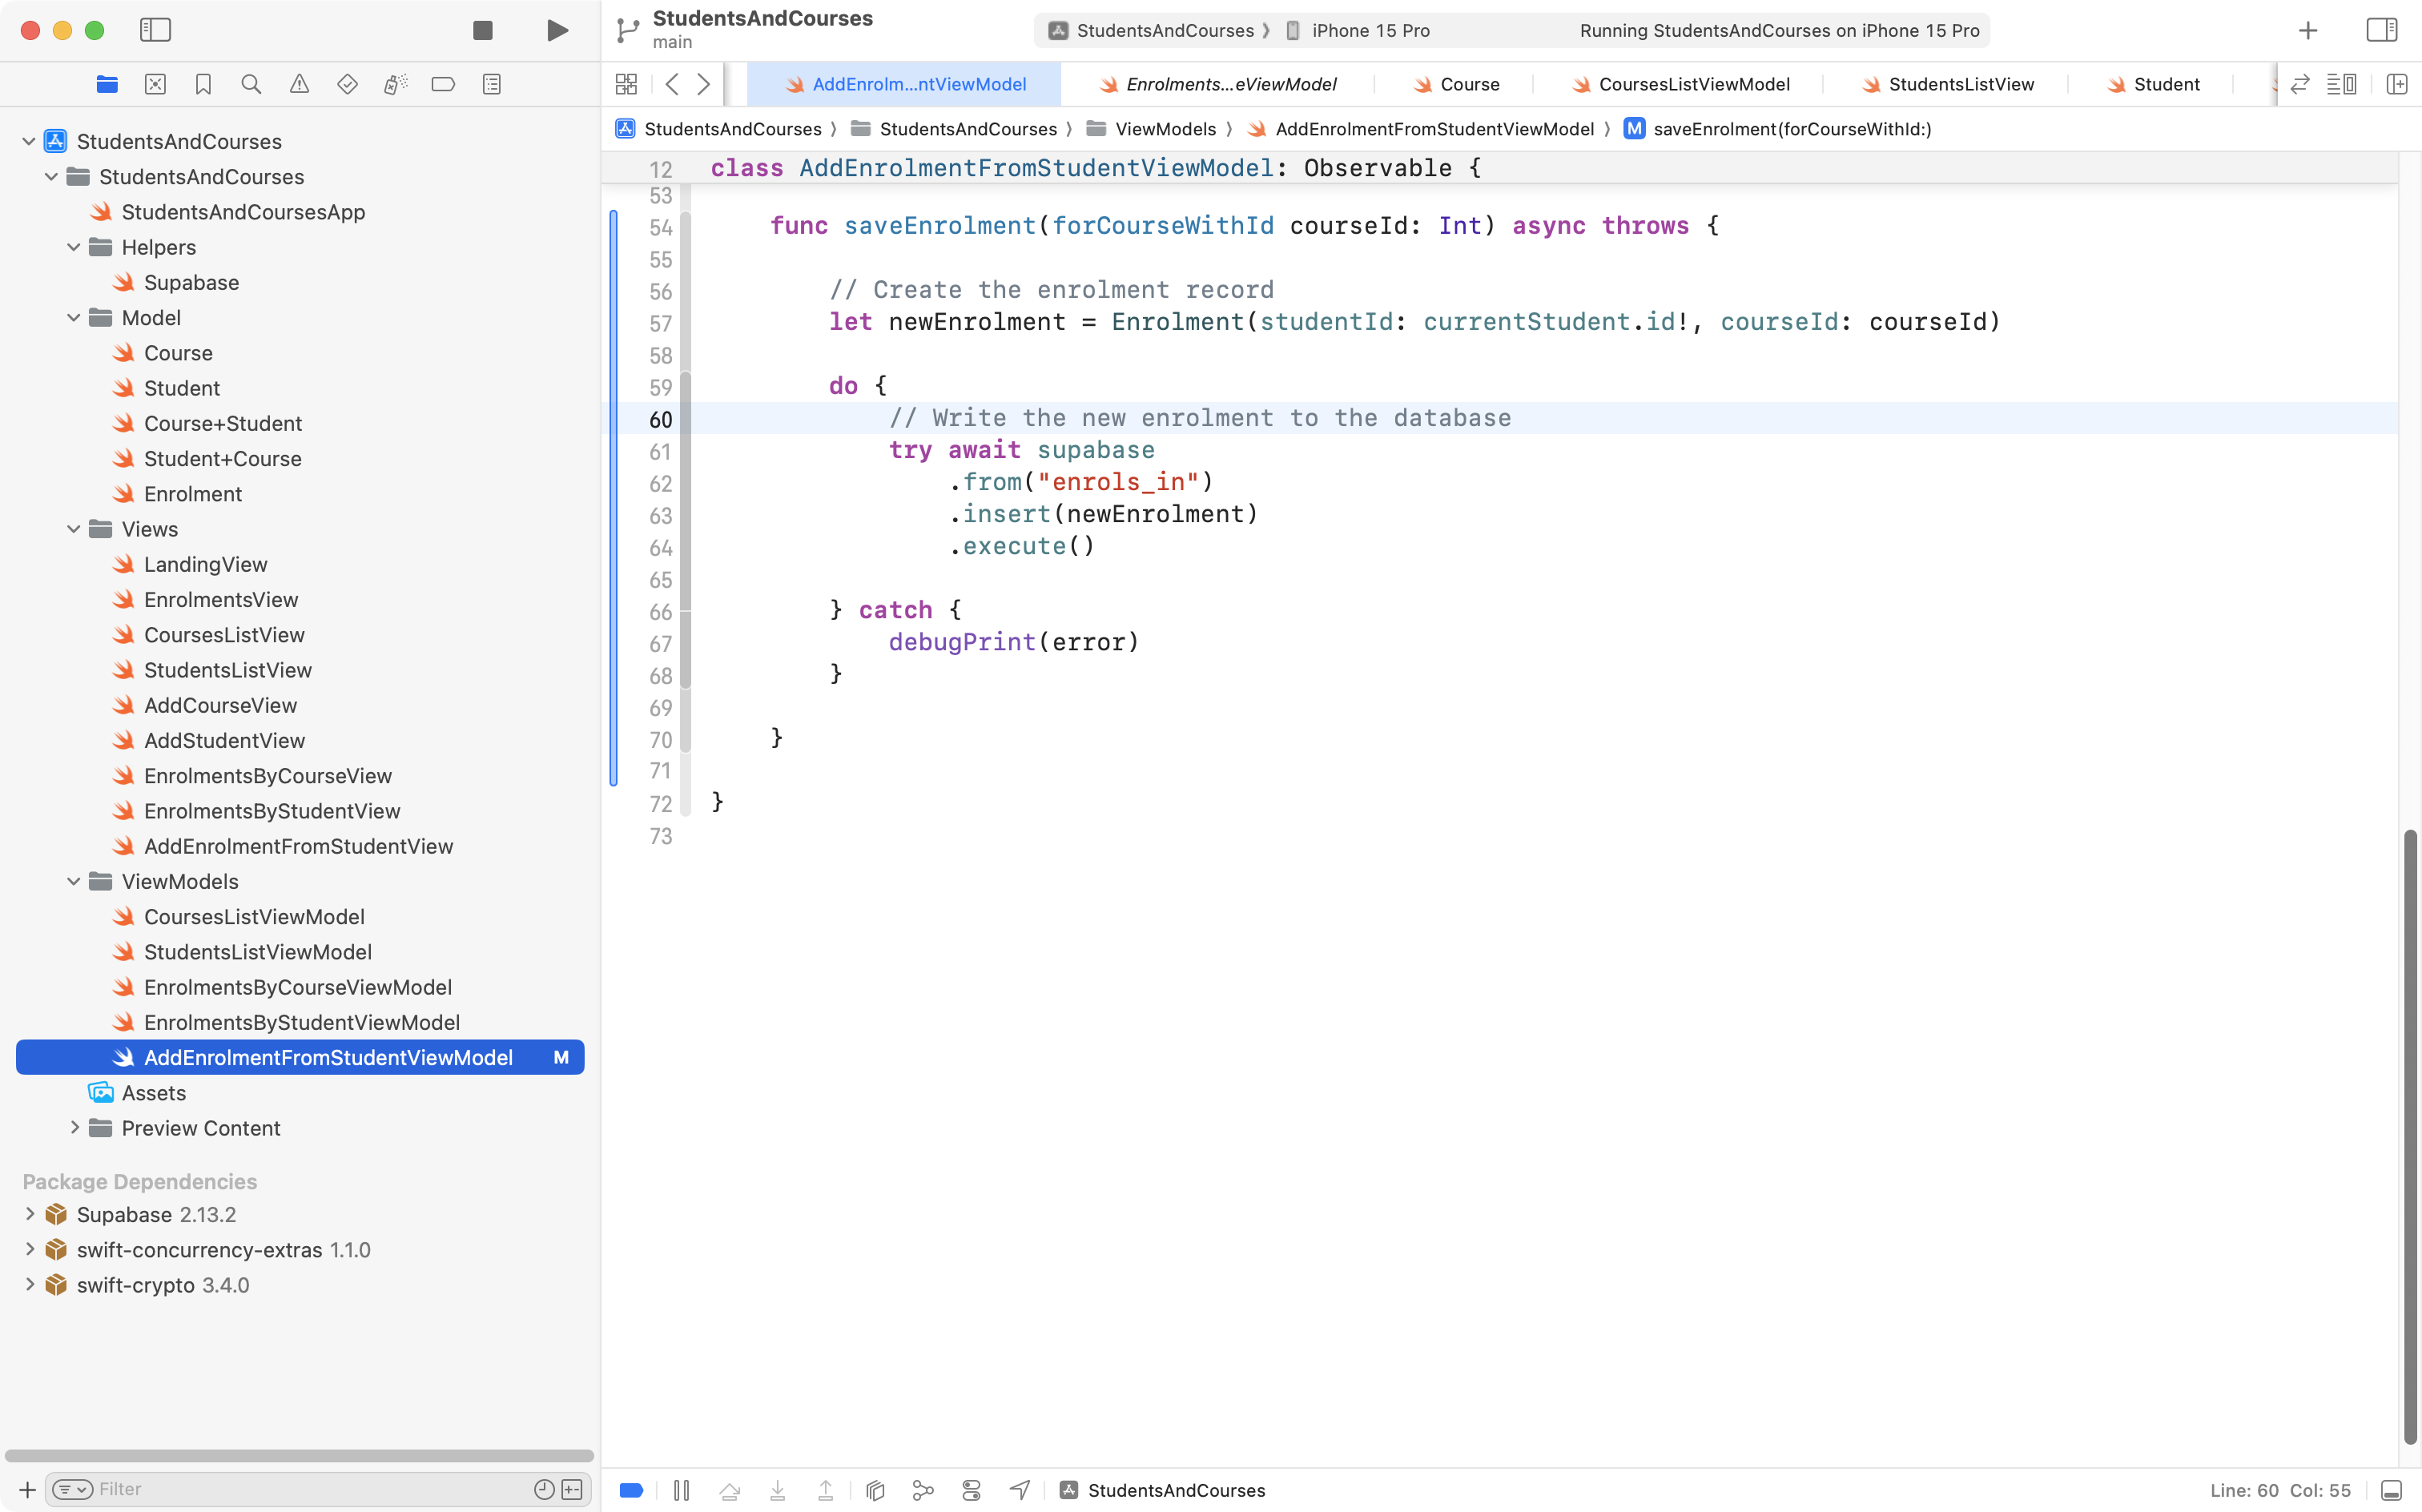 StudentsAndCourses
main
StudentsAndCourses 〉 iPhone 15 Pro
Running StudentsAndCourses on iPhone 15 Pro
AddEnrolm...ntViewModel
Enrolments...eViewModel
Course
CoursesListViewModel
StudentsListView
Student
StudentsAndCourses 〉 StudentsAndCourses 〉 ViewModels 〉 AddEnrolmentFromStudentViewModel 〉 M saveEnrolment(forCourseWithId:)
StudentsAndCourses
StudentsAndCourses
StudentsAndCoursesApp
Helpers
Supabase
Model
Course
Student
Course+Student
Student+Course
Enrolment
Views
LandingView
EnrolmentsView
CoursesListView
StudentsListView
AddCourseView
AddStudentView
EnrolmentsByCourseView
EnrolmentsByStudentView
AddEnrolmentFromStudentView
ViewModels
CoursesListViewModel
StudentsListViewModel
EnrolmentsByCourseViewModel
EnrolmentsByStudentViewModel
AddEnrolmentFromStudentViewModel M
Assets
Preview Content
Package Dependencies
Supabase 2.13.2
swift-concurrency-extras 1.1.0
swift-crypto 3.4.0
Filter
12 class AddEnrolmentFromStudentViewModel: Observable {
53
54 func saveEnrolment(forCourseWithId courseId: Int) async throws {
55
56 // Create the enrolment record
57 let newEnrolment = Enrolment(studentId: currentStudent.id!, courseId: courseId)
58
59 do {
60 // Write the new enrolment to the database
61 try await supabase
62 .from("enrols_in")
63 .insert(newEnrolment)
64 .execute()
65
66 } catch {
67 debugPrint(error)
68 }
69
70 }
71
72 }
73
StudentsAndCourses
Line: 60 Col: 55